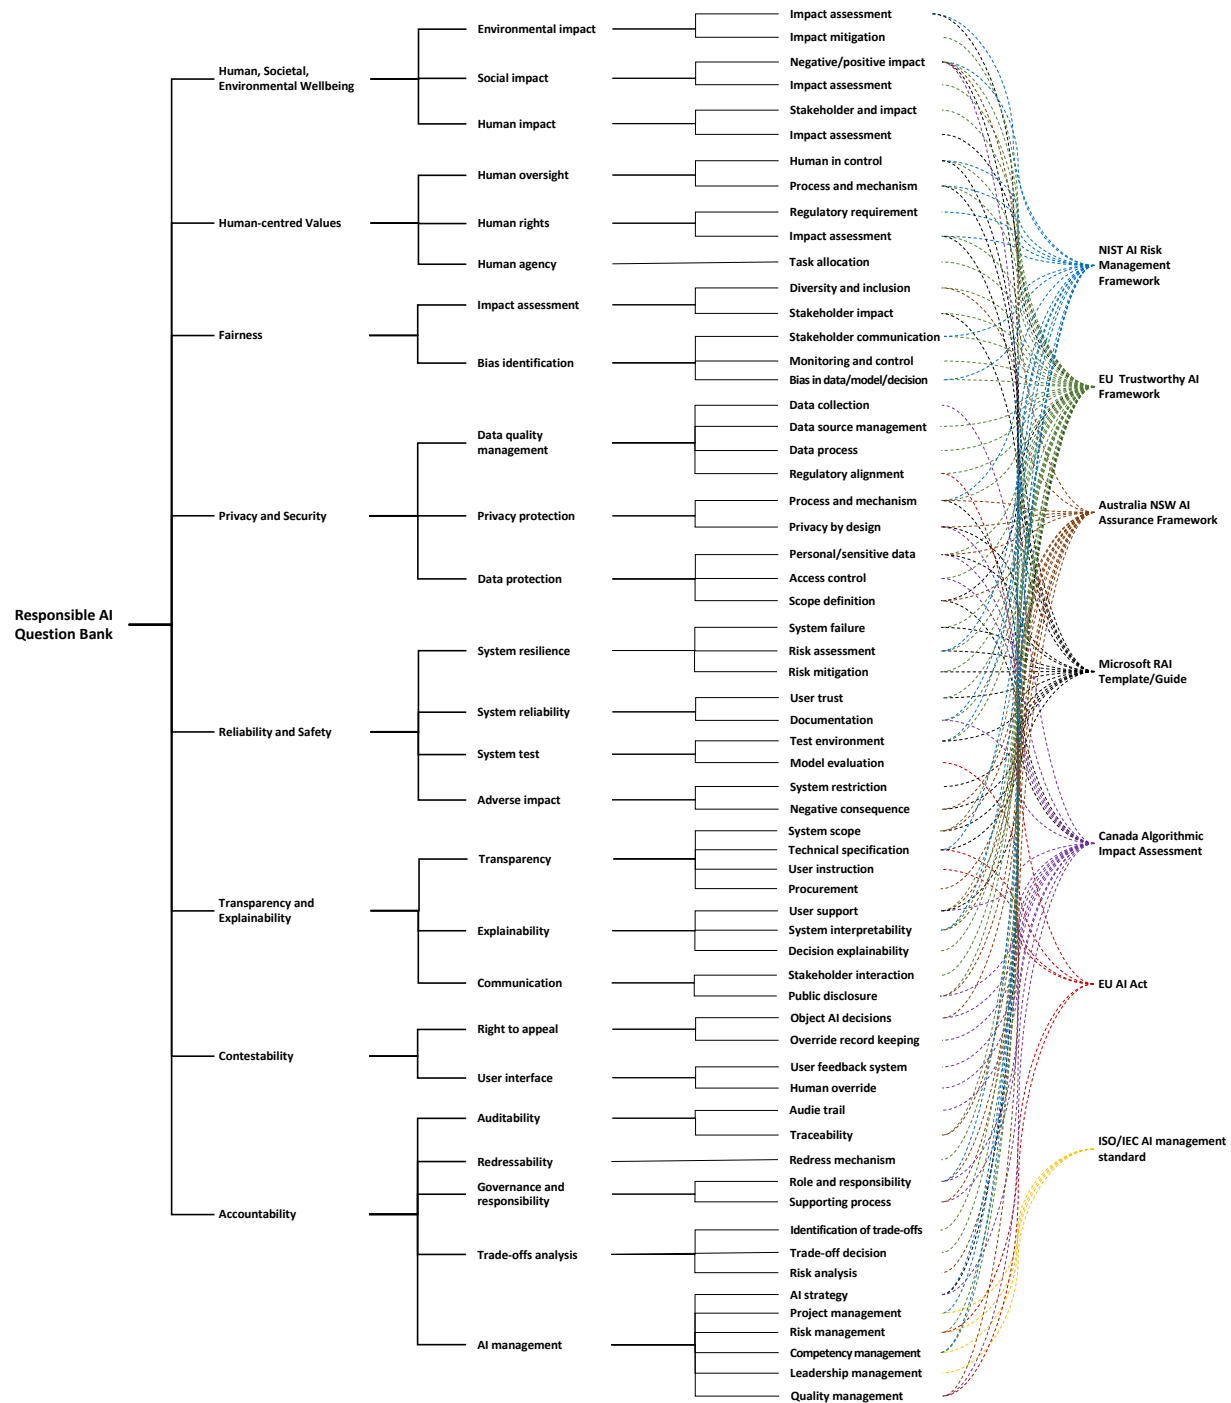 Responsible AI
Question Bank
Human, Societal,
Environmental Wellbeing
Environmental impact
Impact assessment
Impact mitigation
Social impact
Negative/positive impact
Impact assessment
Human impact
Stakeholder and impact
Impact assessment
Human-centred Values
Human oversight
Human in control
Process and mechanism
Human rights
Regulatory requirement
Impact assessment
Human agency
Task allocation
Fairness
Impact assessment
Diversity and inclusion
Stakeholder impact
Bias identification
Stakeholder communication
Monitoring and control
Bias in data/model/decision
Privacy and Security
Data quality
management
Data collection
Data source management
Data process
Regulatory alignment
Privacy protection
Process and mechanism
Privacy by design
Data protection
Personal/sensitive data
Access control
Scope definition
Reliability and Safety
System resilience
System failure
Risk assessment
Risk mitigation
System reliability
User trust
Documentation
System test
Test environment
Model evaluation
Adverse impact
System restriction
Negative consequence
Transparency and
Explainability
Transparency
System scope
Technical specification
User instruction
Procurement
Explainability
User support
System interpretability
Decision explainability
Communication
Stakeholder interaction
Public disclosure
Contestability
Right to appeal
Object AI decisions
Override record keeping
User interface
User feedback system
Human override
Accountability
Auditability
Audie trail
Traceability
Redressability
Redress mechanism
Governance and
responsibility
Role and responsibility
Supporting process
Trade-offs analysis
Identification of trade-offs
Trade-off decision
Risk analysis
AI management
AI strategy
Project management
Risk management
Competency management
Leadership management
Quality management
NIST AI Risk
Management
Framework
EU Trustworthy AI
Framework
Australia NSW AI
Assurance Framework
Microsoft RAI
Template/Guide
Canada Algorithmic
Impact Assessment
EU AI Act
ISO/IEC AI management
standard